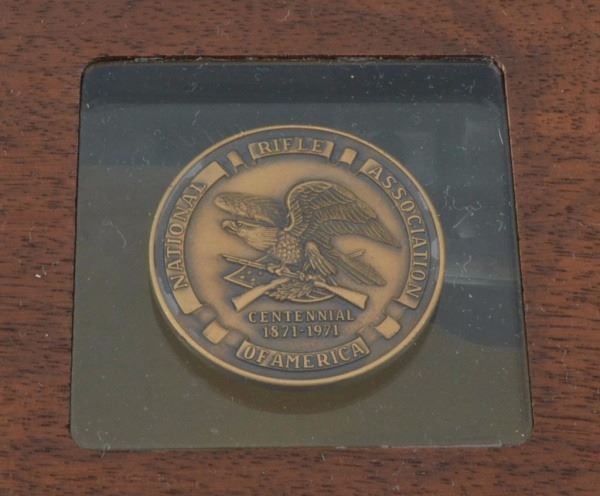 NATIONAL
RIFLE
ASSOCIATION
OF AMERICA
CENTENNIAL
1871-1971